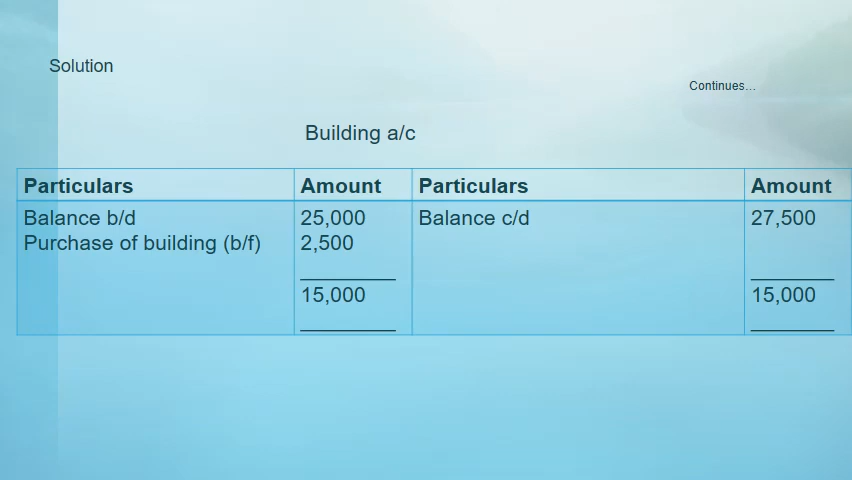 Solution
Continues...
Building a/c
Particulars Amount Particulars Amount
Balance b/d 25,000 Balance c/d 27,500
Purchase of building (b/f) 2,500
15,000 15,000